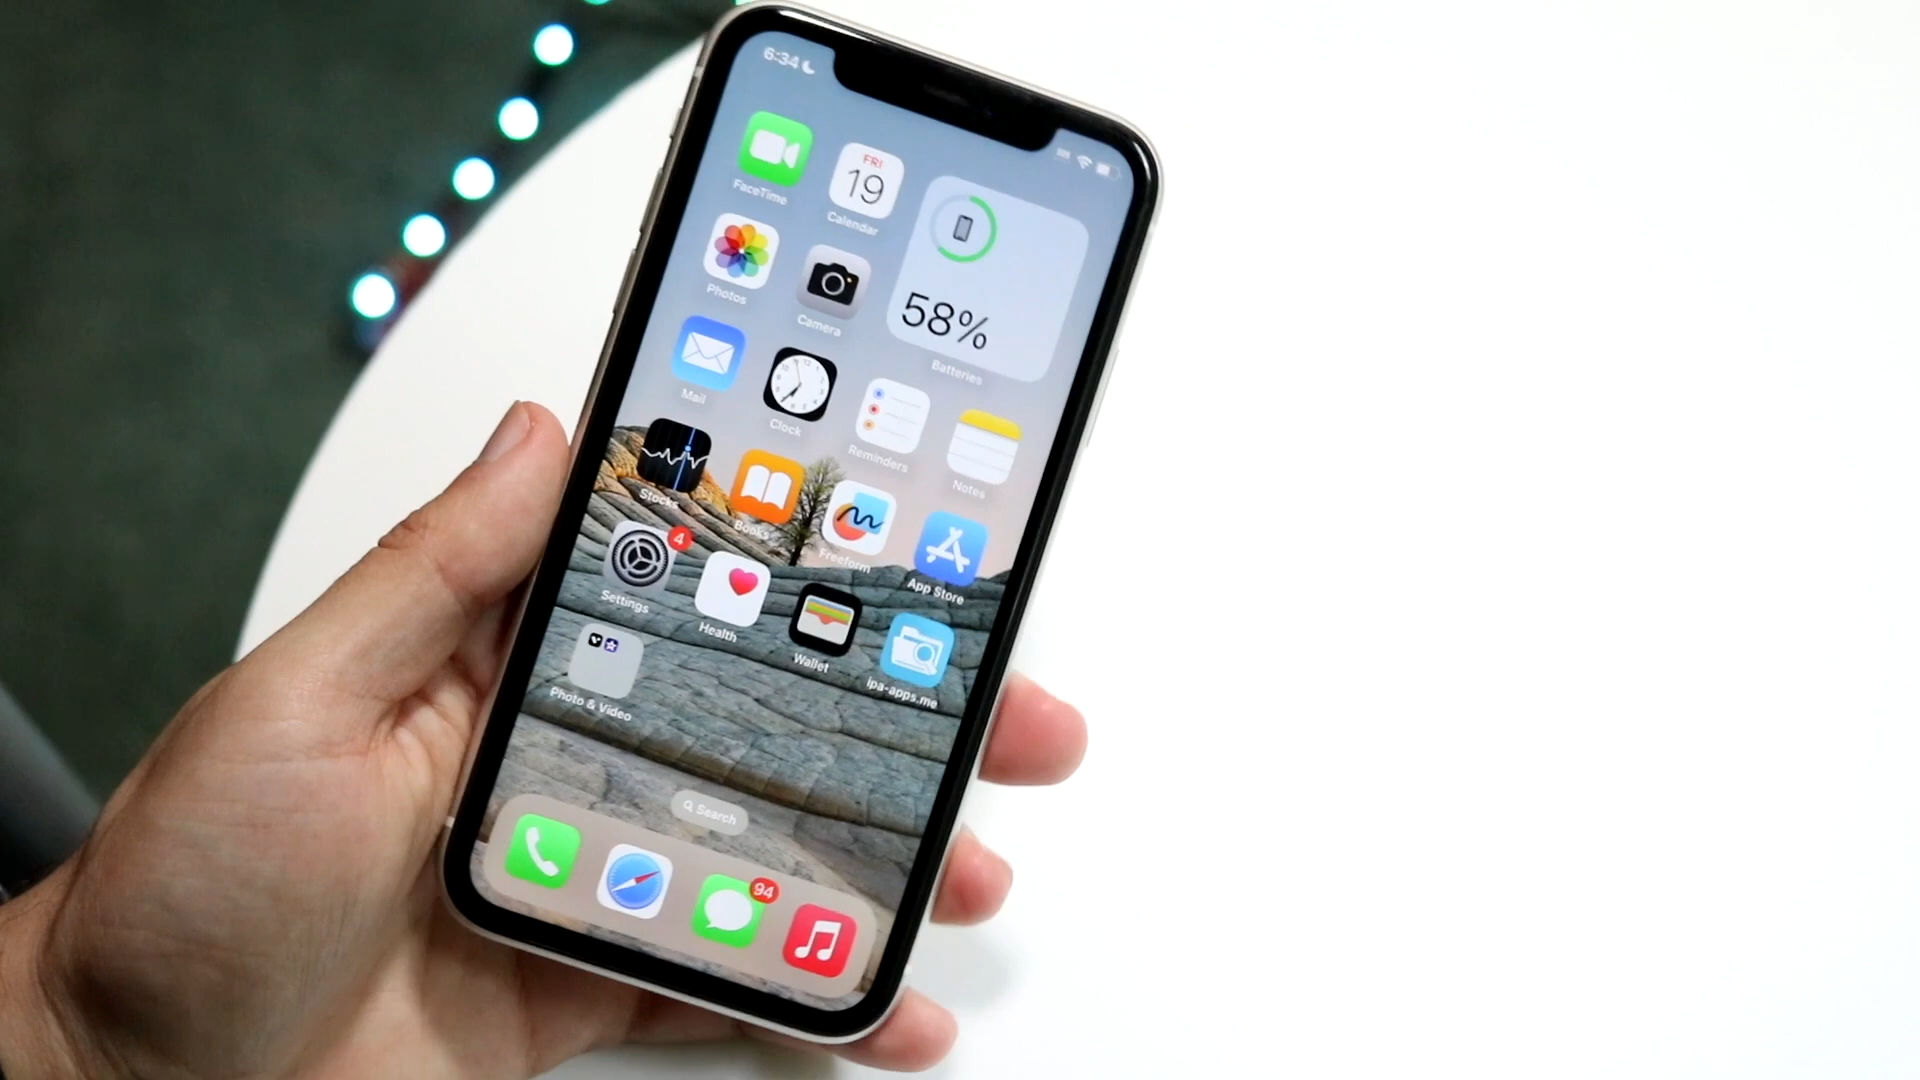 6:34
FaceTime
FRI
19
Calendar
Photos
Camera
58%
Batteries
Mail
Clock
Reminders
Notes
Stocks
Books
Freeform
App Store
4
Settings
Health
Wallet
ipa-apps.me
Photo & Video
Search
94